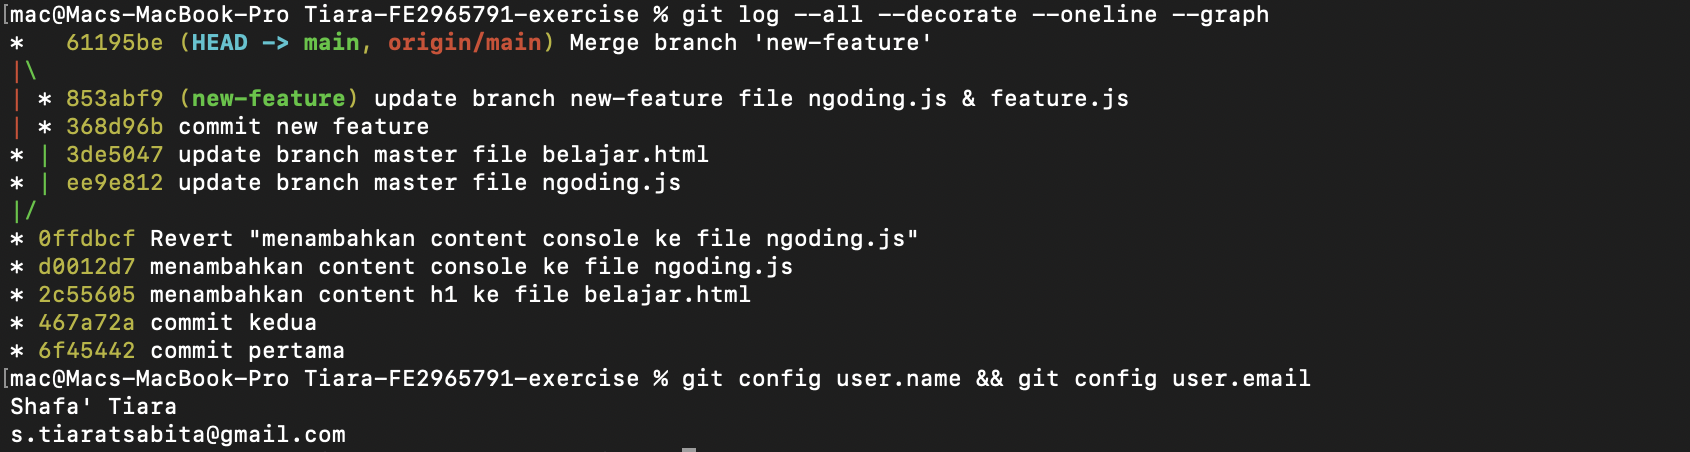 [mac@Macs-MacBook-Pro Tiara-FE2965791-exercise % git log --all --decorate --oneline --graph
*   61195be (HEAD -> main, origin/main) Merge branch 'new-feature'
|\
| * 853abf9 (new-feature) update branch new-feature file ngoding.js & feature.js
| * 368d96b commit new feature
* | 3de5047 update branch master file belajar.html
* | ee9e812 update branch master file ngoding.js
|/
* 0ffdbcf Revert "menambahkan content console ke file ngoding.js"
* d0012d7 menambahkan content console ke file ngoding.js
* 2c55605 menambahkan content h1 ke file belajar.html
* 467a72a commit kedua
* 6f45442 commit pertama
[mac@Macs-MacBook-Pro Tiara-FE2965791-exercise % git config user.name && git config user.email
Shafa' Tiara
s.tiaratsabita@gmail.com